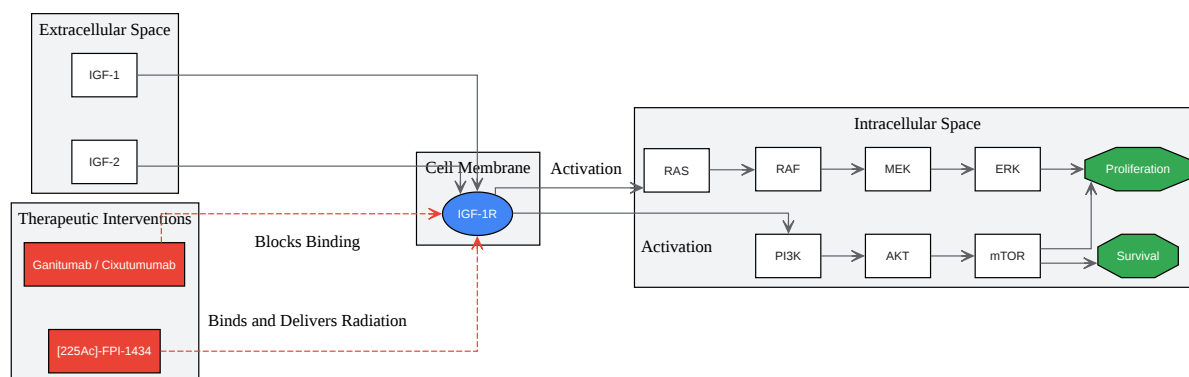 Extracellular Space
IGF-1
IGF-2
Therapeutic Interventions
Ganitumab / Cixutumumab
[225Ac]-FPI-1434
Blocks Binding
Binds and Delivers Radiation
Cell Membrane
IGF-1R
Activation
Activation
Intracellular Space
RAS
RAF
MEK
ERK
Proliferation
PI3K
AKT
mTOR
Survival